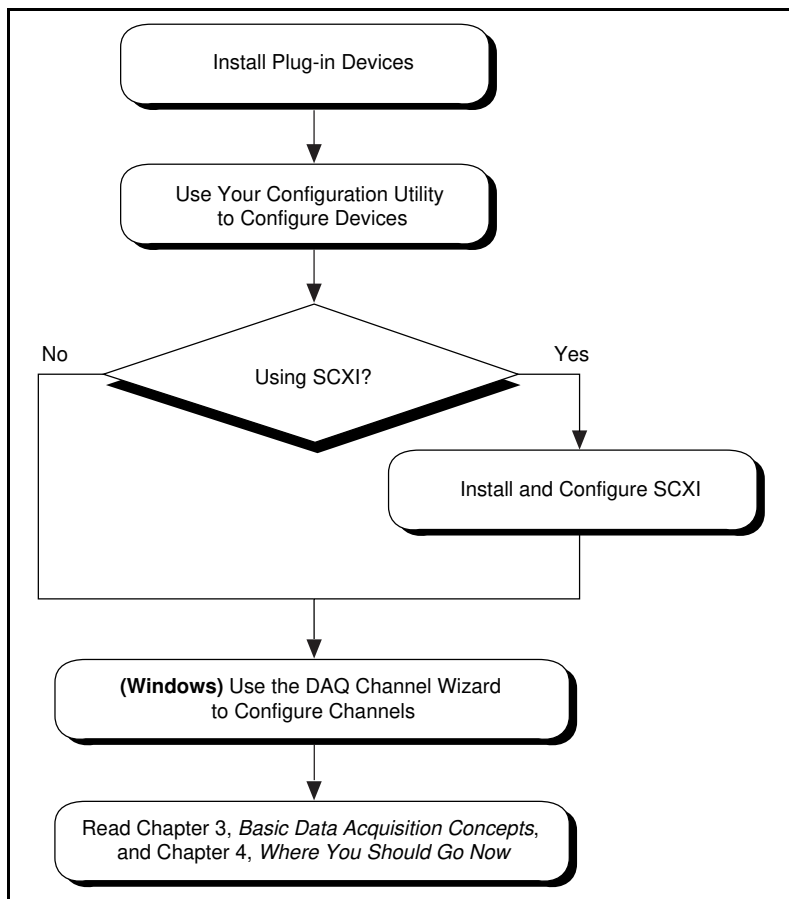 Install Plug-in Devices
Use Your Configuration Utility
to Configure Devices
No
Yes
Using SCXI?
Install and Configure SCXI
(Windows) Use the DAQ Channel Wizard
to Configure Channels
Read Chapter 3, Basic Data Acquisition Concepts,
and Chapter 4, Where You Should Go Now